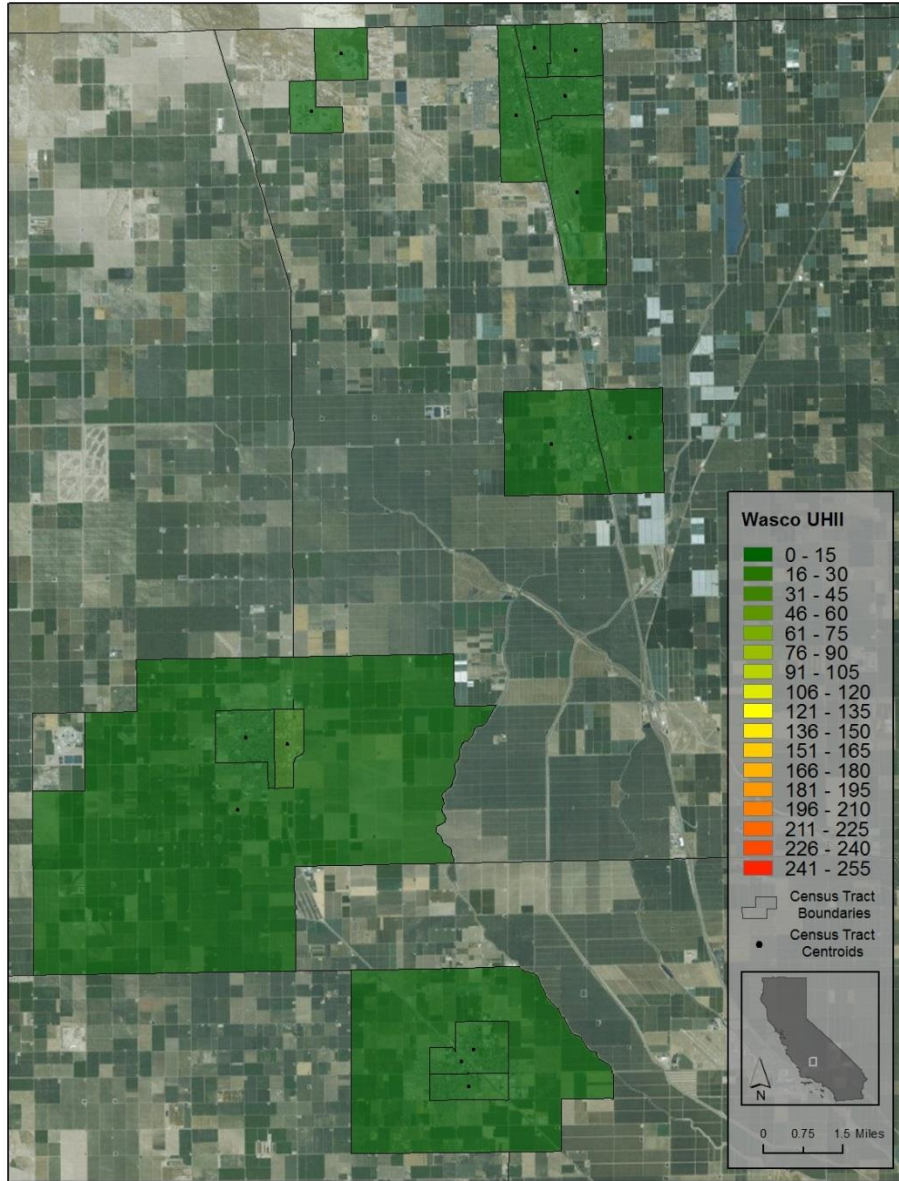 Wasco UHII
0 - 15
16 - 30
31 - 45
46 - 60
61 - 75
76 - 90
91 - 105
106 - 120
121 - 135
136 - 150
151 - 165
166 - 180
181 - 195
196 - 210
211 - 225
226 - 240
241 - 255
Census Tract
Boundaries
Census Tract
Centroids
N
0 0.75 1.5 Miles